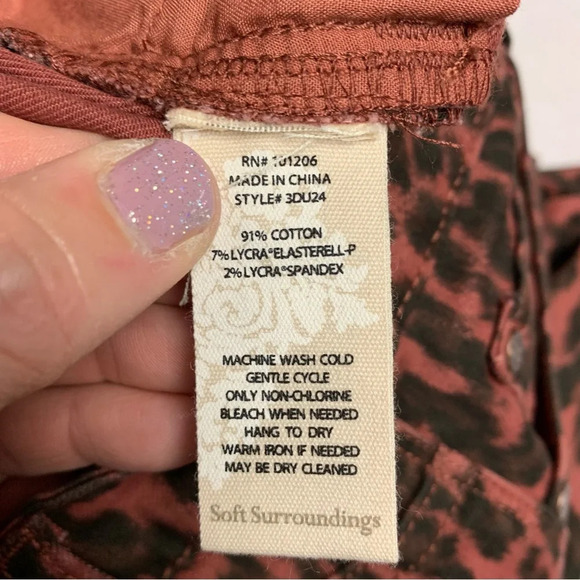 RN# 101206
MADE IN CHINA
STYLE# 3DU24
91% COTTON
7% LYCRA® ELASTERELL-P
2% LYCRA® SPANDEX
MACHINE WASH COLD
GENTLE CYCLE
ONLY NON-CHLORINE
BLEACH WHEN NEEDED
HANG TO DRY
WARM IRON IF NEEDED
MAY BE DRY CLEANED
Soft Surroundings